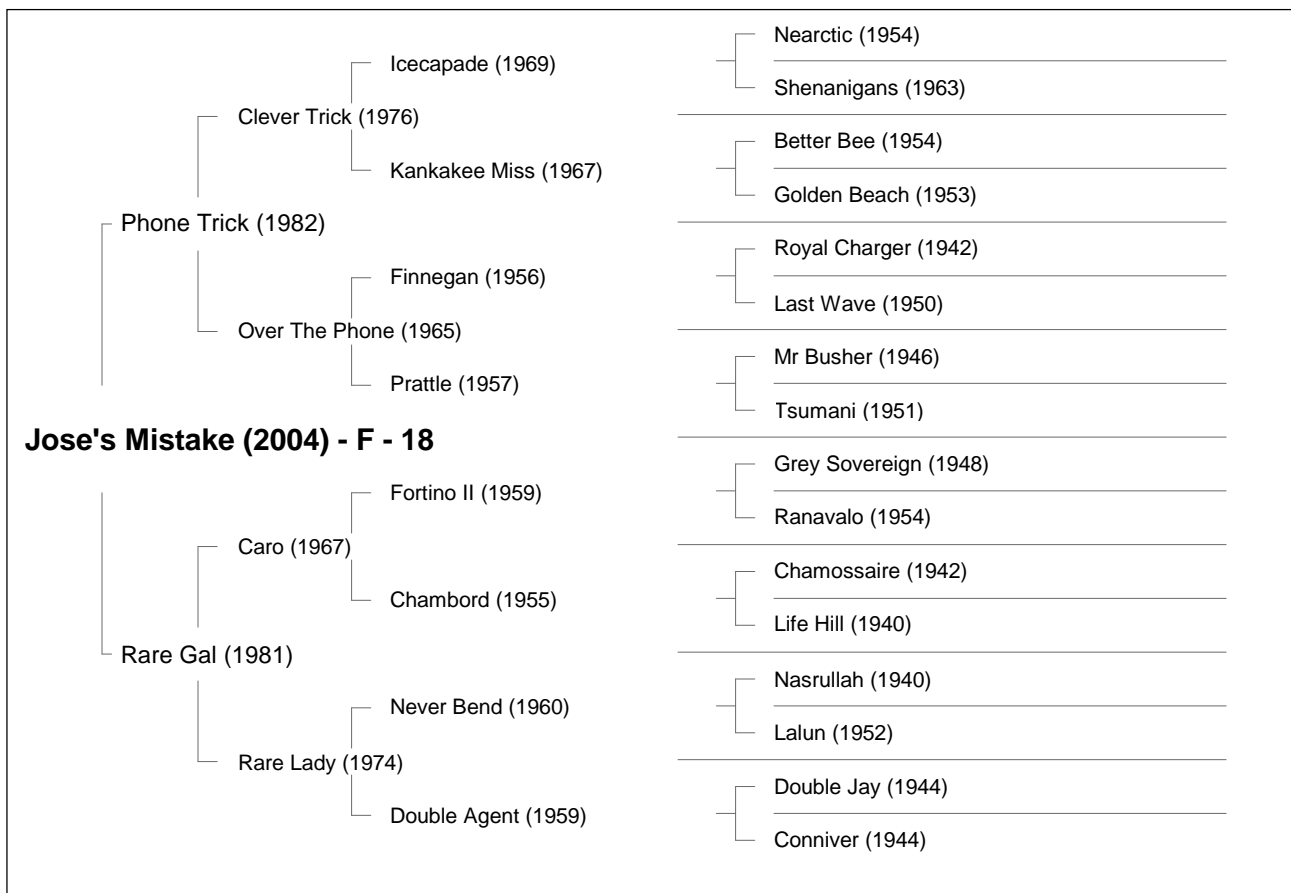 Nearctic (1954)
Icecapade (1969)
Shenanigans (1963)
Clever Trick (1976)
Better Bee (1954)
Kankakee Miss (1967)
Golden Beach (1953)
Phone Trick (1982)
Royal Charger (1942)
Finnegan (1956)
Last Wave (1950)
Over The Phone (1965)
Mr Busher (1946)
Prattle (1957)
Tsumani (1951)
Jose's Mistake (2004) - F - 18
Grey Sovereign (1948)
Fortino II (1959)
Ranavalo (1954)
Caro (1967)
Chamossaire (1942)
Chambord (1955)
Life Hill (1940)
Rare Gal (1981)
Nasrullah (1940)
Never Bend (1960)
Lalun (1952)
Rare Lady (1974)
Double Jay (1944)
Double Agent (1959)
Conniver (1944)